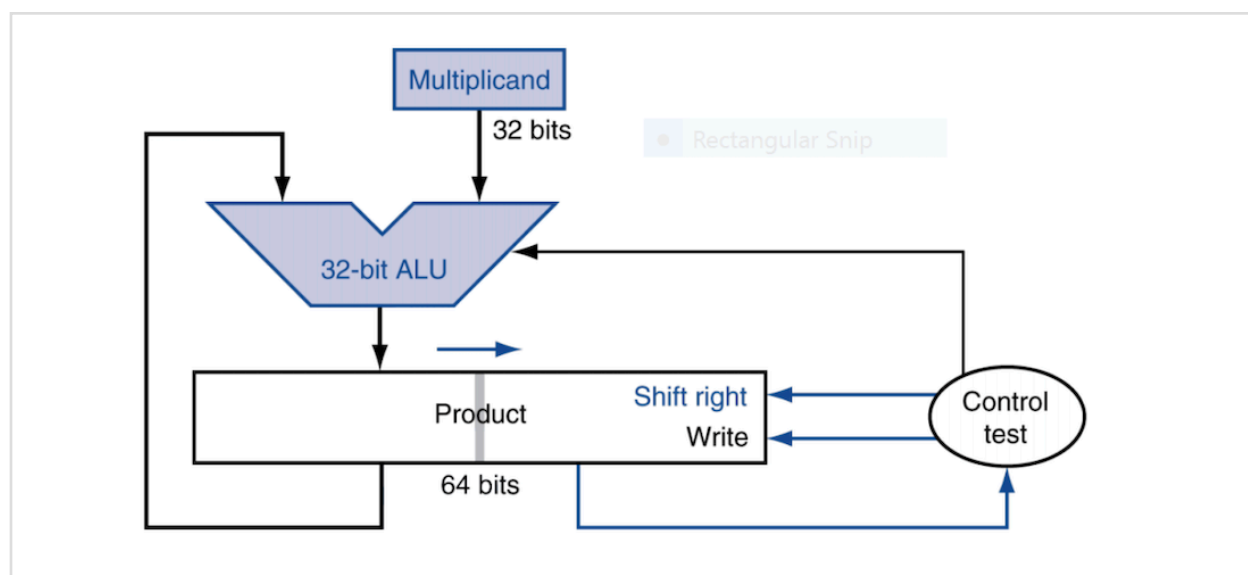 Multiplicand
32 bits
Rectangular Snip
32-bit ALU
Product
Shift right
Write
Control
test
64 bits